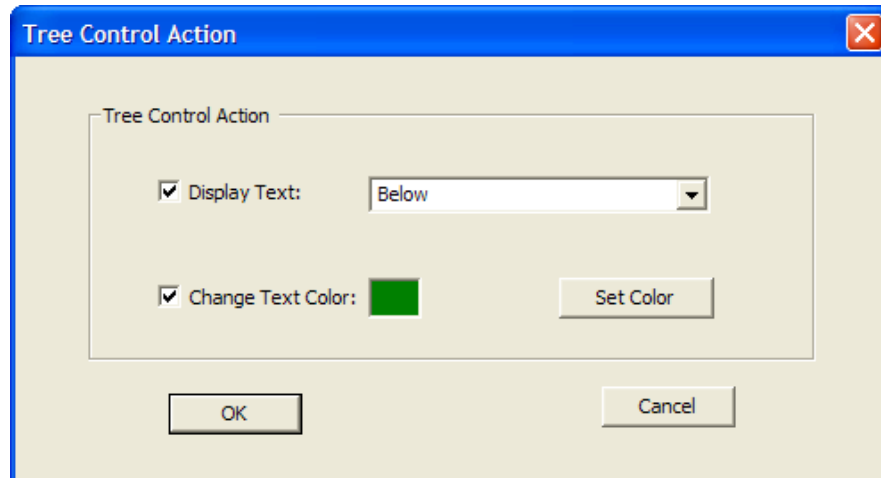 Tree Control Action
Tree Control Action
Display Text: Below
Change Text Color: Set Color
OK Cancel